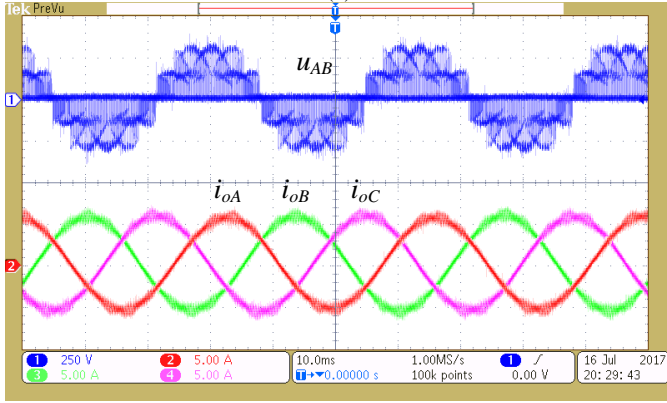 Tek PreVu
T
T
u_AB
1
i_oA i_oB i_oC
2
1 250 V 2 5.00 A 10.0ms 1.00MS/s 1 / 16 Jul 2017
3 5.00 A 4 5.00 A T→▼0.00000 s 100k points 0.00 V 20:29:43